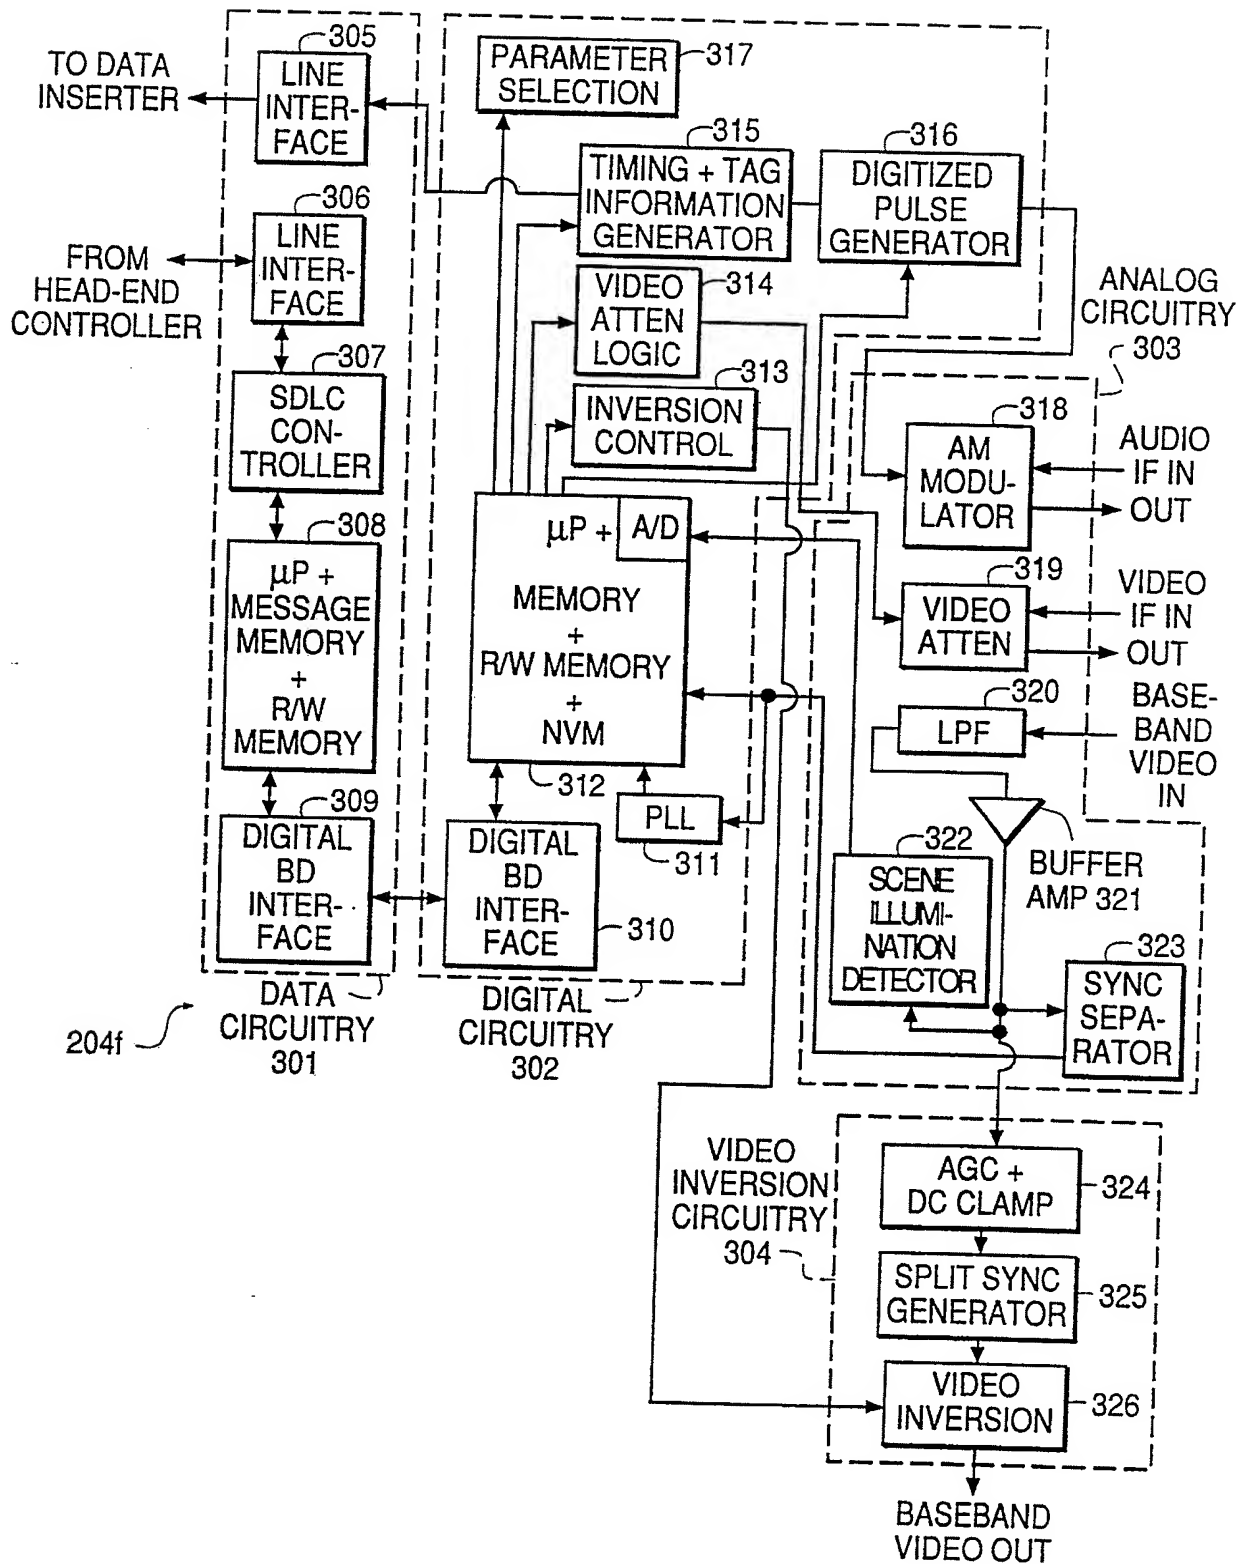 TO DATA
INSERTER
305
LINE
INTER-
FACE
306
LINE
INTER-
FACE
FROM
HEAD-END
CONTROLLER
307
SDLC
CON-
TROLLER
308
μP +
MESSAGE
MEMORY
+
R/W
MEMORY
309
DIGITAL
BD
INTER-
FACE
DATA
CIRCUITRY
301
204f
PARAMETER
SELECTION
317
315
TIMING + TAG
INFORMATION
GENERATOR
316
DIGITIZED
PULSE
GENERATOR
VIDEO
ATTEN
LOGIC
314
313
INVERSION
CONTROL
μP +
A/D
MEMORY
+
R/W MEMORY
+
NVM
312
PLL
311
DIGITAL
BD
INTER-
FACE
310
DIGITAL
CIRCUITRY
302
ANALOG
CIRCUITRY
303
318
AM
MODU-
LATOR
AUDIO
IF IN
OUT
319
VIDEO
ATTEN
VIDEO
IF IN
OUT
320
LPF
BASE-
BAND
VIDEO
IN
BUFFER
AMP 321
322
SCENE
ILLUMI-
NATION
DETECTOR
323
SYNC
SEPA-
RATOR
VIDEO
INVERSION
CIRCUITRY
304
AGC +
DC CLAMP
324
SPLIT SYNC
GENERATOR
325
VIDEO
INVERSION
326
BASEBAND
VIDEO OUT